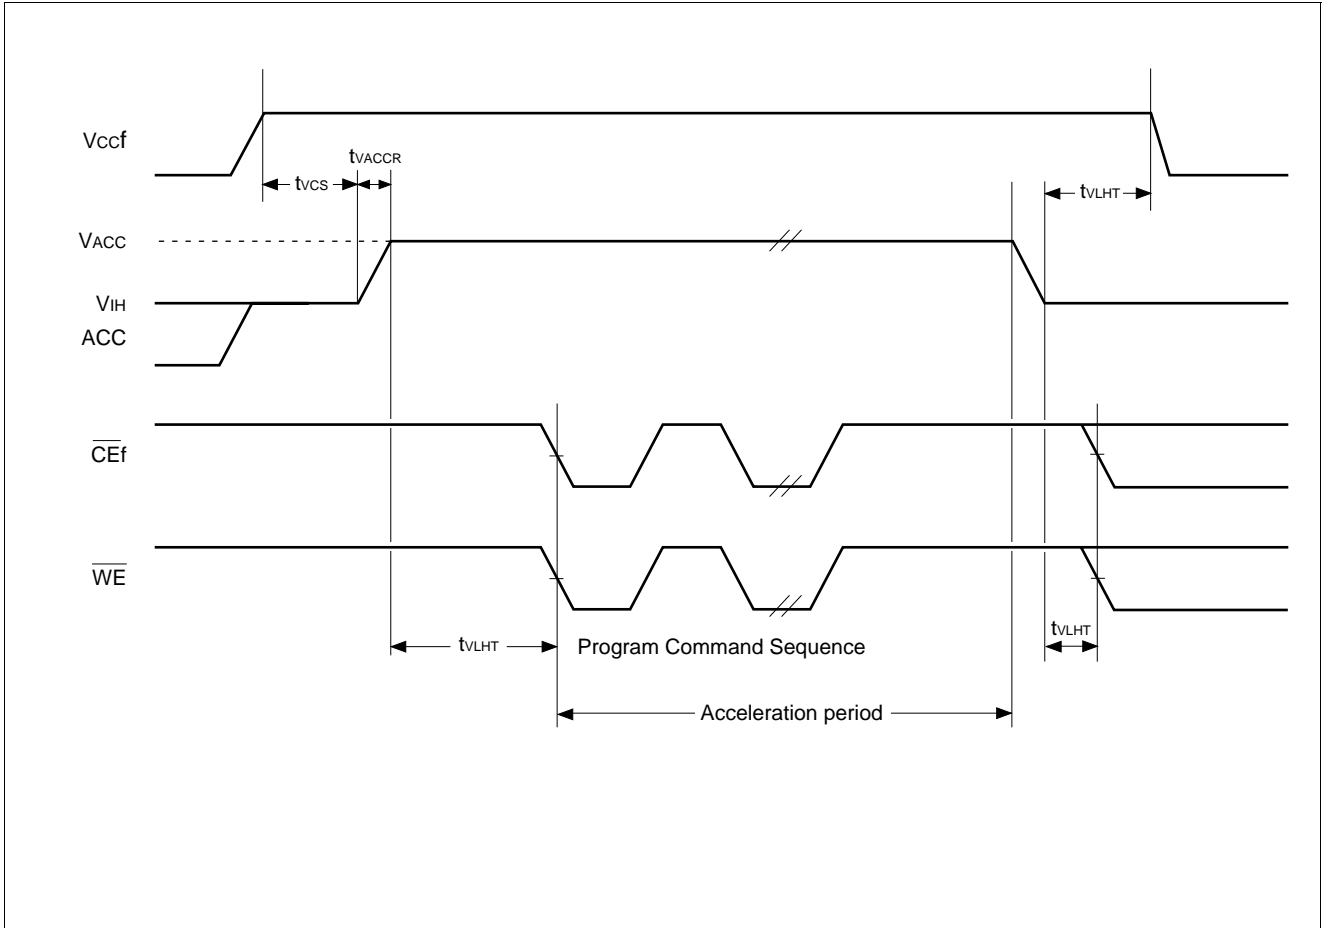 Vccf
tVACCR
tVCS
tVLHT
VACC
VIH
ACC
CEf
WE
tVLHT
Program Command Sequence
tVLHT
Acceleration period